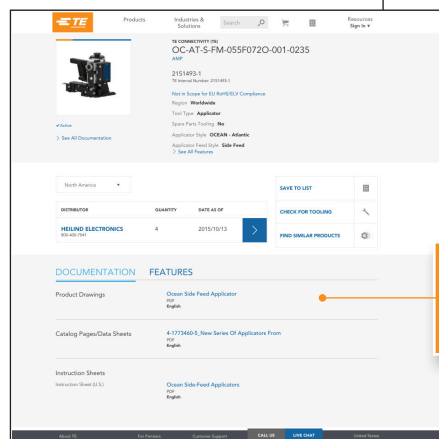 TE
Products
Industries &
Solutions
Search
Resources
Sign In
TE CONNECTIVITY (TE)
OC-AT-S-FM-055F072O-
001-0235
AMP
2151493-1
TE Internal Number: 2151493-1
Not in Scope for EU RoHS/ELV Compliance
Region Worldwide
Tool Type Applicator
Spare Parts Tooling No
Applicator Style OCEAN - Atlantic
Applicator Feed Style Side Feed
> See All Features
Active
> See All Documentation
North America
SAVE TO LIST
DISTRIBUTOR QUANTITY DATE AS OF
CHECK FOR TOOLING
HEILIND ELECTRONICS 4 2015/10/13
800-400-7041
FIND SIMILAR PRODUCTS
DOCUMENTATION FEATURES
Product Drawings
Ocean Side Feed Applicator
PDF
English
Catalog Pages/Data Sheets
4-1773460-5_New Series Of Applicators From
PDF
English
Instruction Sheets
Instruction Sheet (U.S.)
Ocean Side-Feed Applicators
PDF
English
About TE
For Partners
Customer Support
CALL US
LIVE CHAT
United States